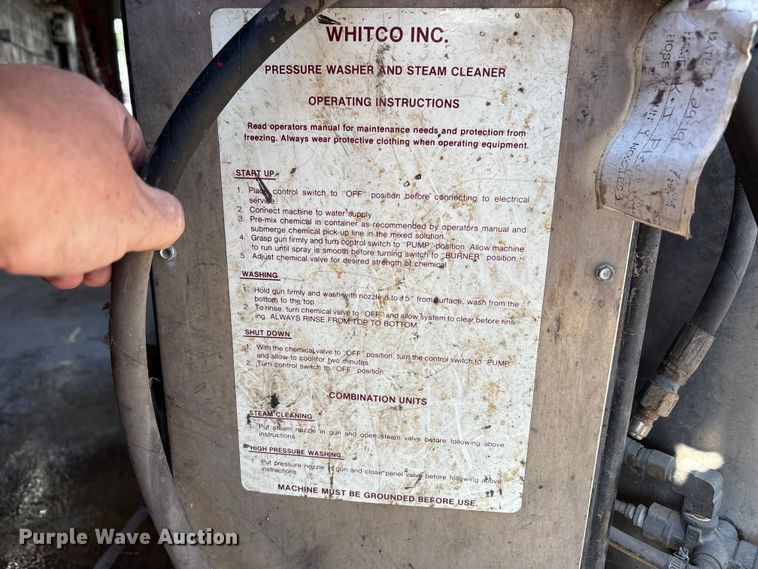 WHITCO INC.
PRESSURE WASHER AND STEAM CLEANER
OPERATING INSTRUCTIONS
Read operators manual for maintenance needs and protection from
freezing. Always wear protective clothing when operating equipment.
START UP
1. Place control switch to "OFF" position before connecting to electrical
service
2. Connect machine to water supply
3. Pre-mix chemical in container as recommended by operators manual and
submerge chemical pick-up line in the mixed solution.
4. Grasp gun firmly and turn control switch to "PUMP" position. Allow machine
to run until spray is smooth before turning switch to "BURNER" position.
5. Adjust chemical valve for desired strength of chemical
WASHING
1. Hold gun firmly and wash with nozzle 8 to 15" from surface, wash from the
bottom to the top.
2. To rinse, turn chemical valve to "OFF" and allow system to clear before rins-
ing. ALWAYS RINSE FROM TOP TO BOTTOM.
SHUT DOWN
1. With the chemical valve to "OFF" position, turn the control switch to "PUMP"
and allow to cool for two minutes
2. Turn control switch to "OFF" position
COMBINATION UNITS
STEAM CLEANING
Put steam nozzle in gun and open steam valve before following above
instructions
HIGH PRESSURE WASHING
1. Put pressure nozzle in gun and close panel valve before following above
instructions
MACHINE MUST BE GROUNDED BEFORE USE.
HOSE
NOZZLES
Purple Wave Auction